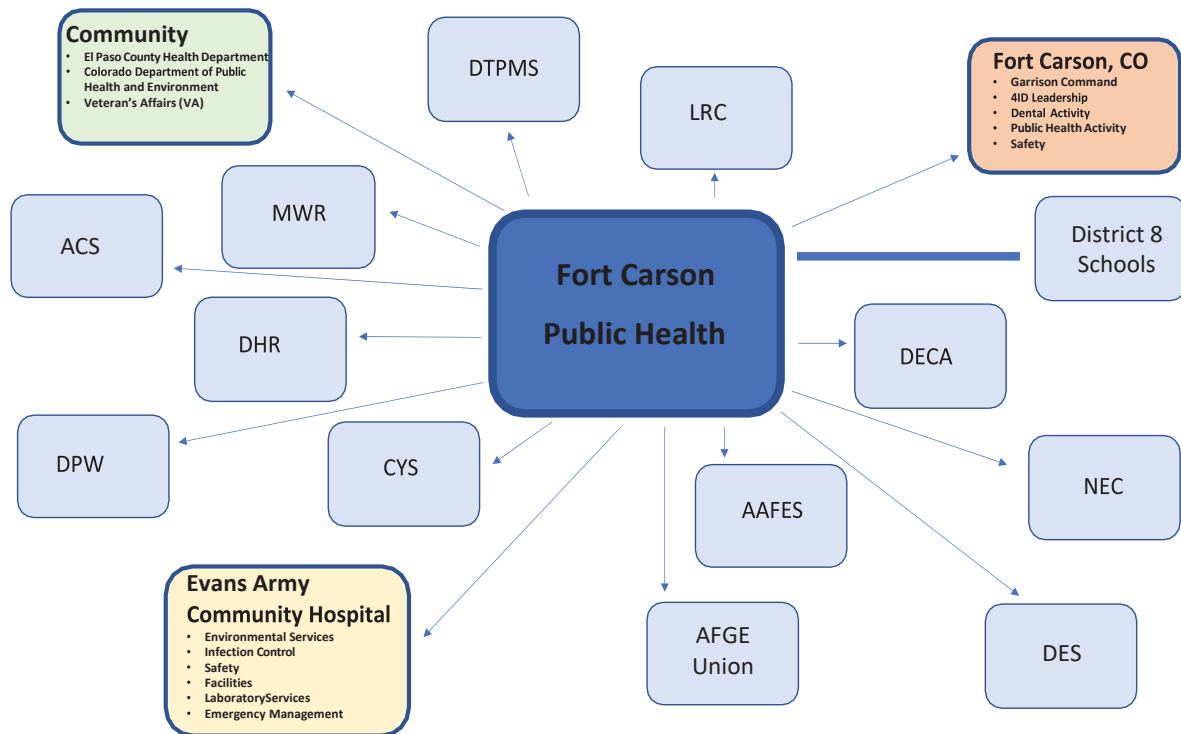 Community
• El Paso County Health Department
• Colorado Department of Public
Health and Environment
• Veteran's Affairs (VA)
DTPMS
LRC
Fort Carson, CO
• Garrison Command
• 4ID Leadership
• Dental Activity
• Public Health Activity
• Safety
MWR
ACS
District 8
Schools
Fort Carson
Public Health
DHR
DECA
DPW
CYS
NEC
AAFES
Evans Army
Community Hospital
• Environmental Services
• Infection Control
• Safety
• Facilities
• LaboratoryServices
• Emergency Management
AFGE
Union
DES